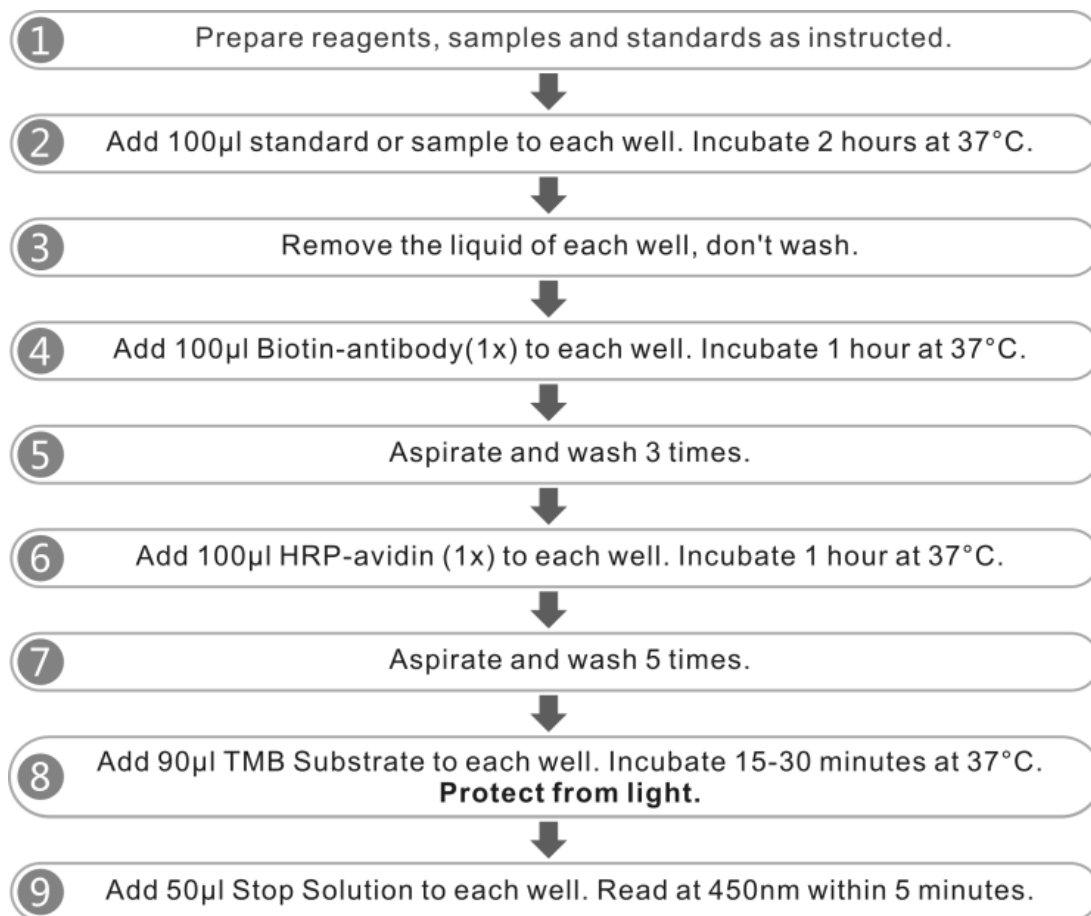 1 Prepare reagents, samples and standards as instructed.
2 Add 100μl standard or sample to each well. Incubate 2 hours at 37°C.
3 Remove the liquid of each well, don't wash.
4 Add 100μl Biotin-antibody(1x) to each well. Incubate 1 hour at 37°C.
5 Aspirate and wash 3 times.
6 Add 100μl HRP-avidin (1x) to each well. Incubate 1 hour at 37°C.
7 Aspirate and wash 5 times.
8 Add 90μl TMB Substrate to each well. Incubate 15-30 minutes at 37°C.
Protect from light.
9 Add 50μl Stop Solution to each well. Read at 450nm within 5 minutes.